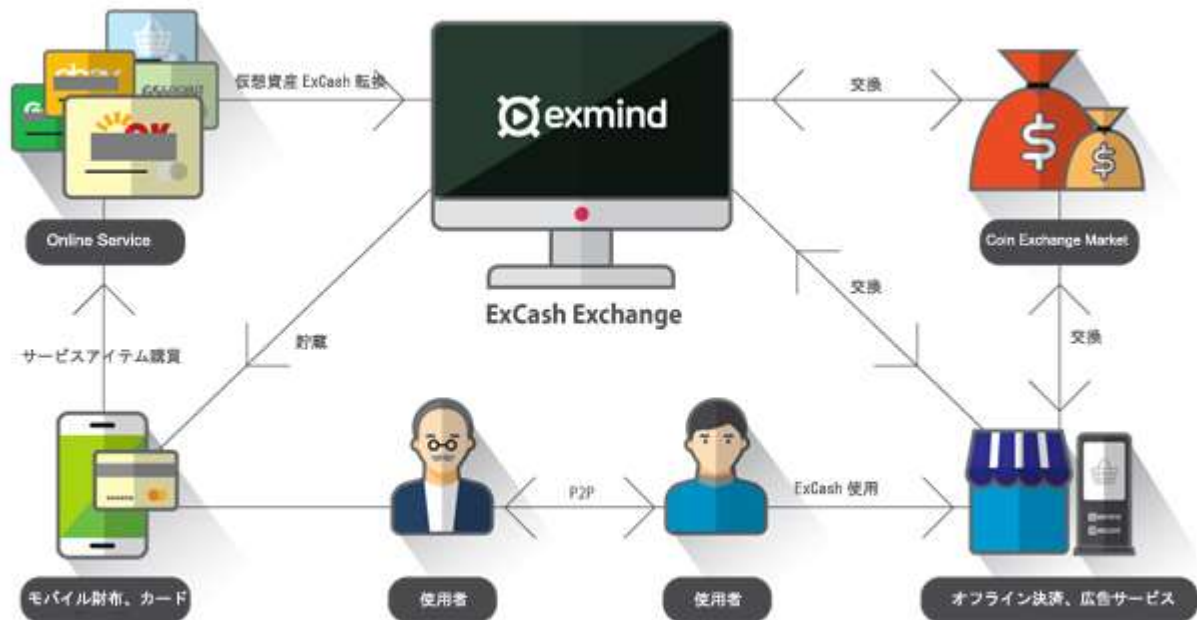 仮想資産 ExCash 転換
exmind
交換
Online Service
Coin Exchange Market
ExCash Exchange
交換
貯蔵
交換
サービスアイテム購買
P2P
ExCash 使用
モバイル財布、カード
使用者
使用者
オフライン決済、広告サービス